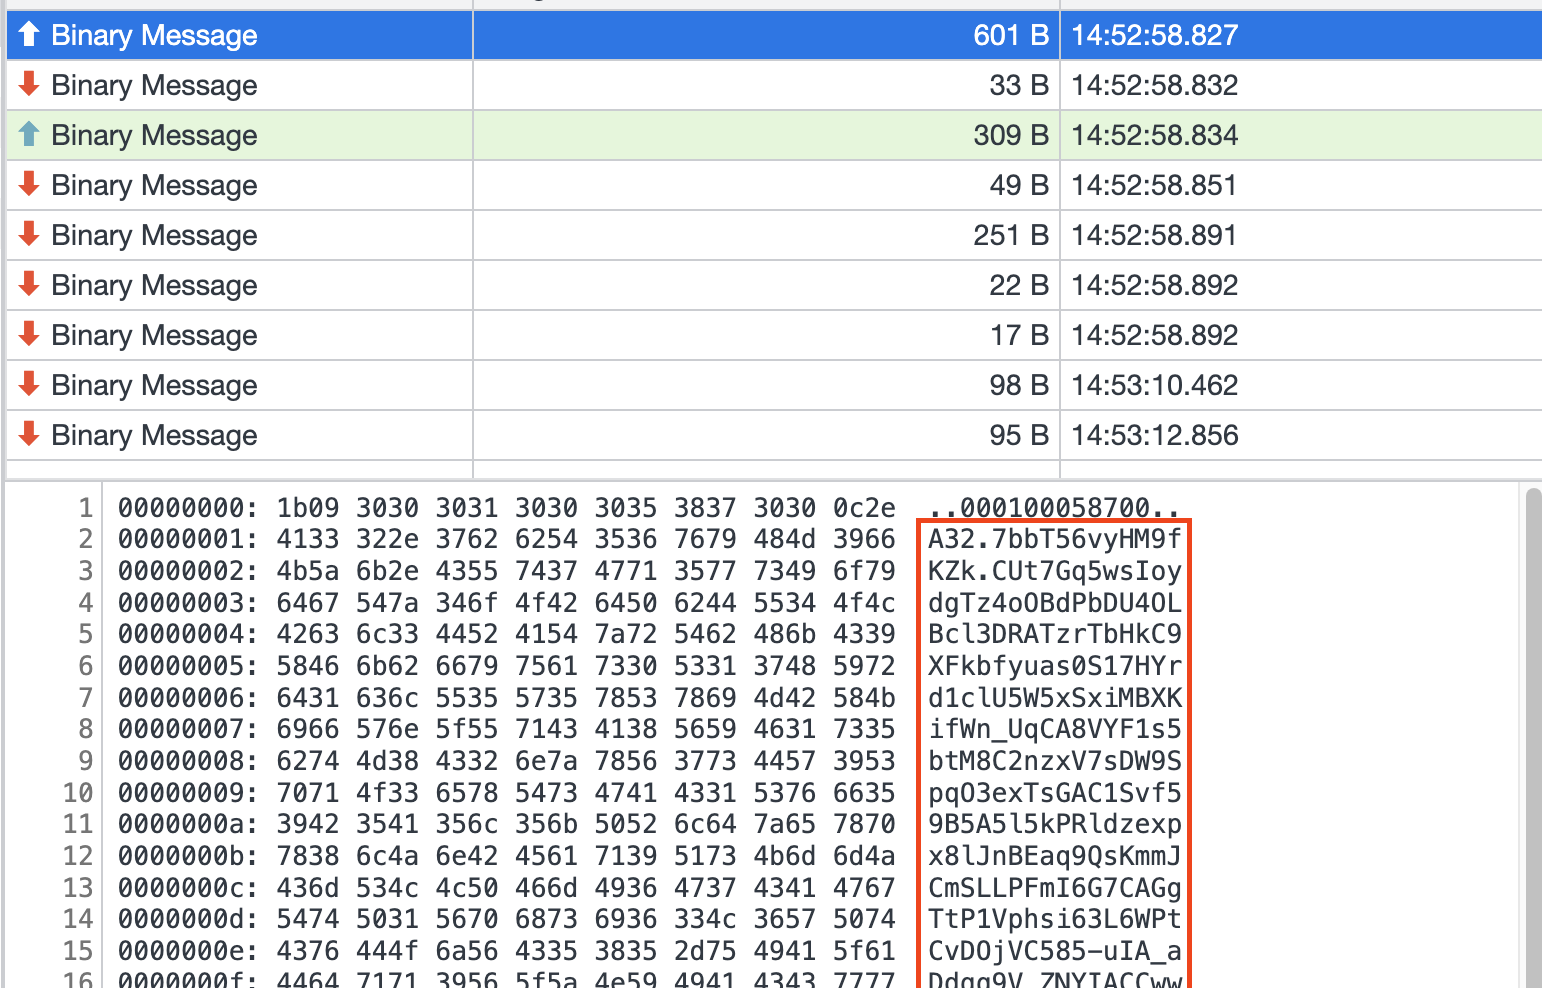 Binary Message 601 B 14:52:58.827
Binary Message 33 B 14:52:58.832
Binary Message 309 B 14:52:58.834
Binary Message 49 B 14:52:58.851
Binary Message 251 B 14:52:58.891
Binary Message 22 B 14:52:58.892
Binary Message 17 B 14:52:58.892
Binary Message 98 B 14:53:10.462
Binary Message 95 B 14:53:12.856
1 00000000: 1b09 3030 3031 3030 3035 3837 3030 0c2e ..000100058700..
2 00000001: 4133 322e 3762 6254 3536 7679 484d 3966 A32.7bbT56vyHM9f
3 00000002: 4b5a 6b2e 4355 7437 4771 3577 7349 6f79 KZk.CUt7Gq5wsIoy
4 00000003: 6467 547a 346f 4f42 6450 6244 5534 4f4c dgTz4oOBdPbDU4OL
5 00000004: 4263 6c33 4452 4154 7a72 5462 486b 4339 Bcl3DRATzrTbHkC9
6 00000005: 5846 6b62 6679 7561 7330 5331 3748 5972 XFkbfyuas0S17HYr
7 00000006: 6431 636c 5535 5735 7853 7869 4d42 584b d1clU5W5xSxiMBXK
8 00000007: 6966 576e 5f55 7143 4138 5659 4631 7335 ifWn_UqCA8VYF1s5
9 00000008: 6274 4d38 4332 6e7a 7856 3773 4457 3953 btM8C2nzxV7sDW9S
10 00000009: 7071 4f33 6578 5473 4741 4331 5376 6635 pqO3exTsGAC1Svf5
11 0000000a: 3942 3541 356c 356b 5052 6c64 7a65 7870 9B5A5l5kPRldzexp
12 0000000b: 7838 6c4a 6e42 4561 7139 5173 4b6d 6d4a x8lJnBEaq9QsKmmJ
13 0000000c: 436d 534c 4c50 466d 4936 4737 4341 4767 CmSLLPFmI6G7CAGg
14 0000000d: 5474 5031 5670 6873 6936 334c 3657 5074 TtP1Vphsi63L6WPt
15 0000000e: 4376 444f 6a56 4335 3835 2d75 4941 5f61 CvDOjVC585-uIA_a
16 0000000f: 4464 7171 3956 5f5a 4e59 4941 4343 7777 Ddqq9V_ZNYIACCww